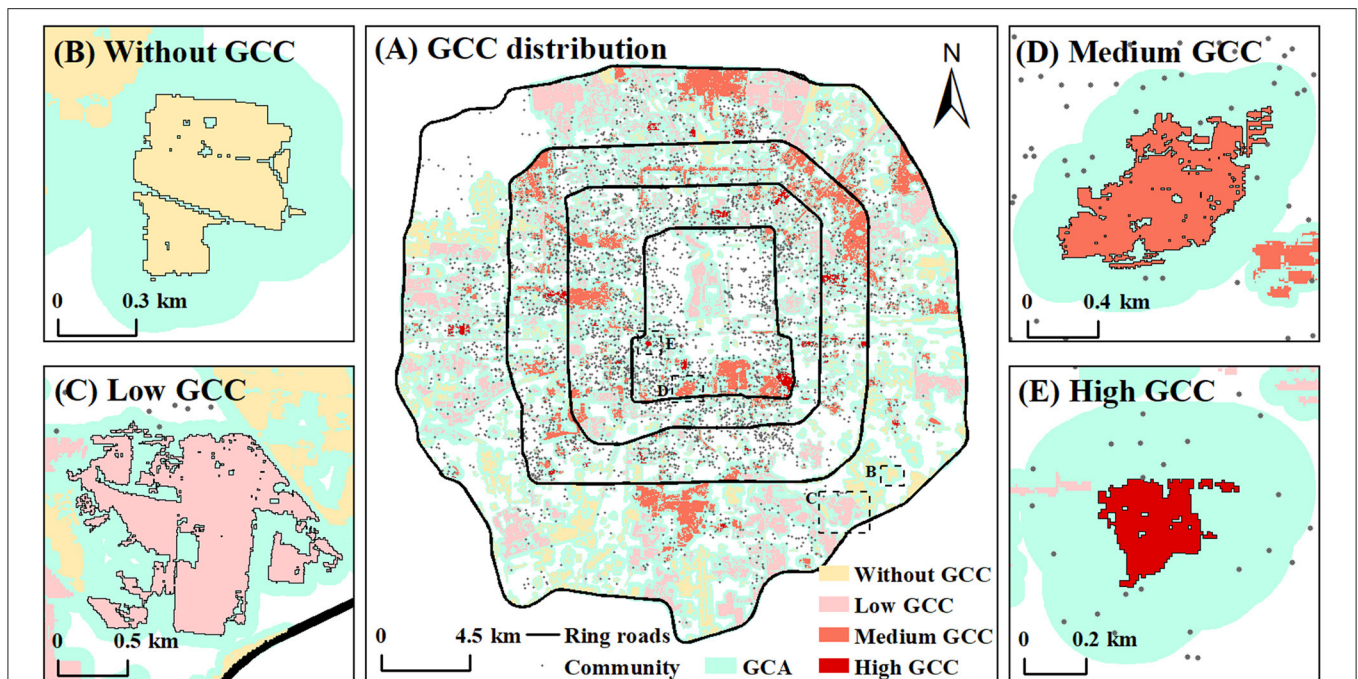 (B) Without GCC
0 0.3 km
(C) Low GCC
0 0.5 km
(A) GCC distribution
N
E
D
B
C
Without GCC
Low GCC
0 4.5 km Ring roads Medium GCC
Community GCA High GCC
(D) Medium GCC
0 0.4 km
(E) High GCC
0 0.2 km